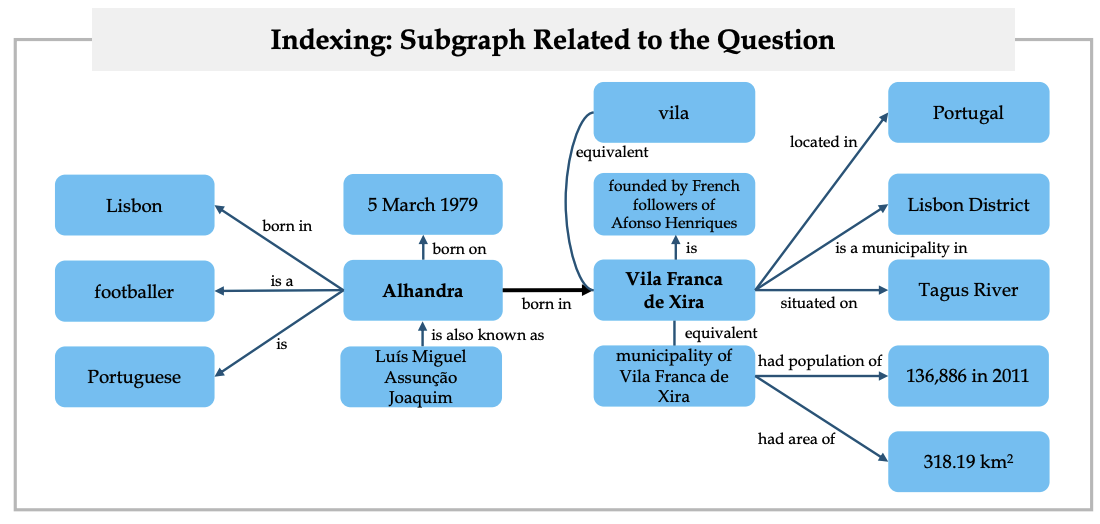 Indexing: Subgraph Related to the Question
vila
Portugal
equivalent
located in
founded by French
followers of
Afonso Henriques
Lisbon
5 March 1979
Lisbon District
born in
born on
is
is a municipality in
footballer
is a
Alhandra
born in
Vila Franca
de Xira
situated on
Tagus River
is
is also known as
equivalent
Portuguese
Luís Miguel
Assunção
Joaquim
municipality of
Vila Franca de
Xira
had population of
136,886 in 2011
had area of
318.19 km²